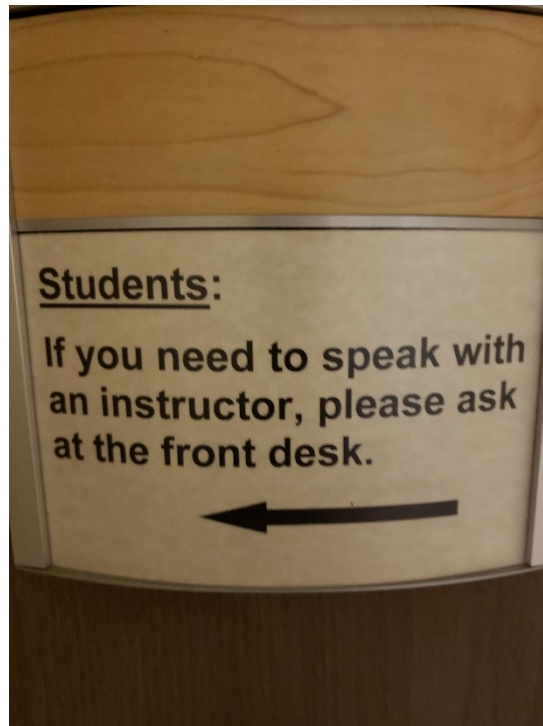 Students:
If you need to speak with
an instructor, please ask
at the front desk.